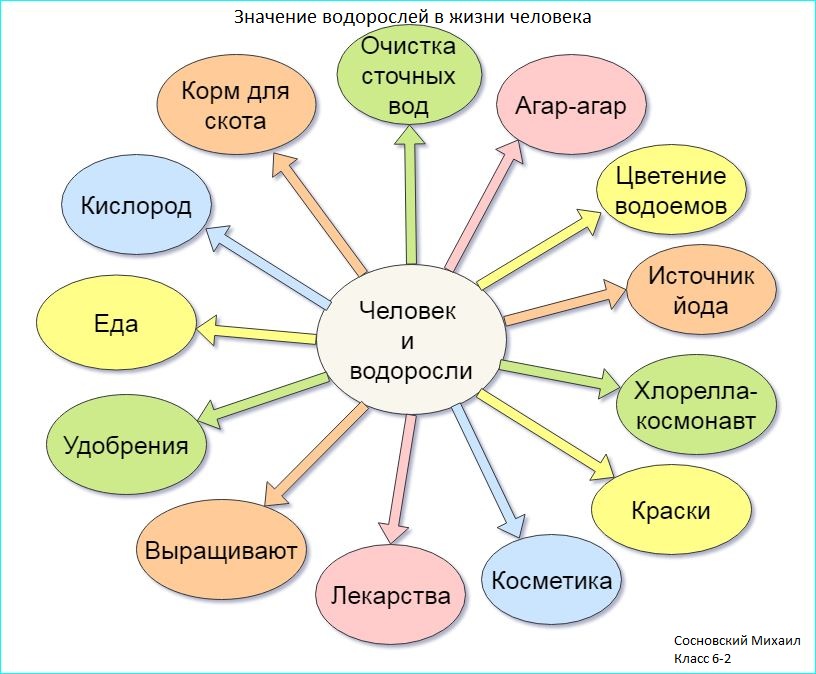 Значение водорослей в жизни человека
Очистка
сточных
вод
Корм для
скота
Агар-агар
Цветение
водоемов
Кислород
Источник
йода
Человек
и
водоросли
Еда
Хлорелла-
космонавт
Удобрения
Краски
Выращивают
Косметика
Лекарства
Сосновский Михаил
Класс 6-2